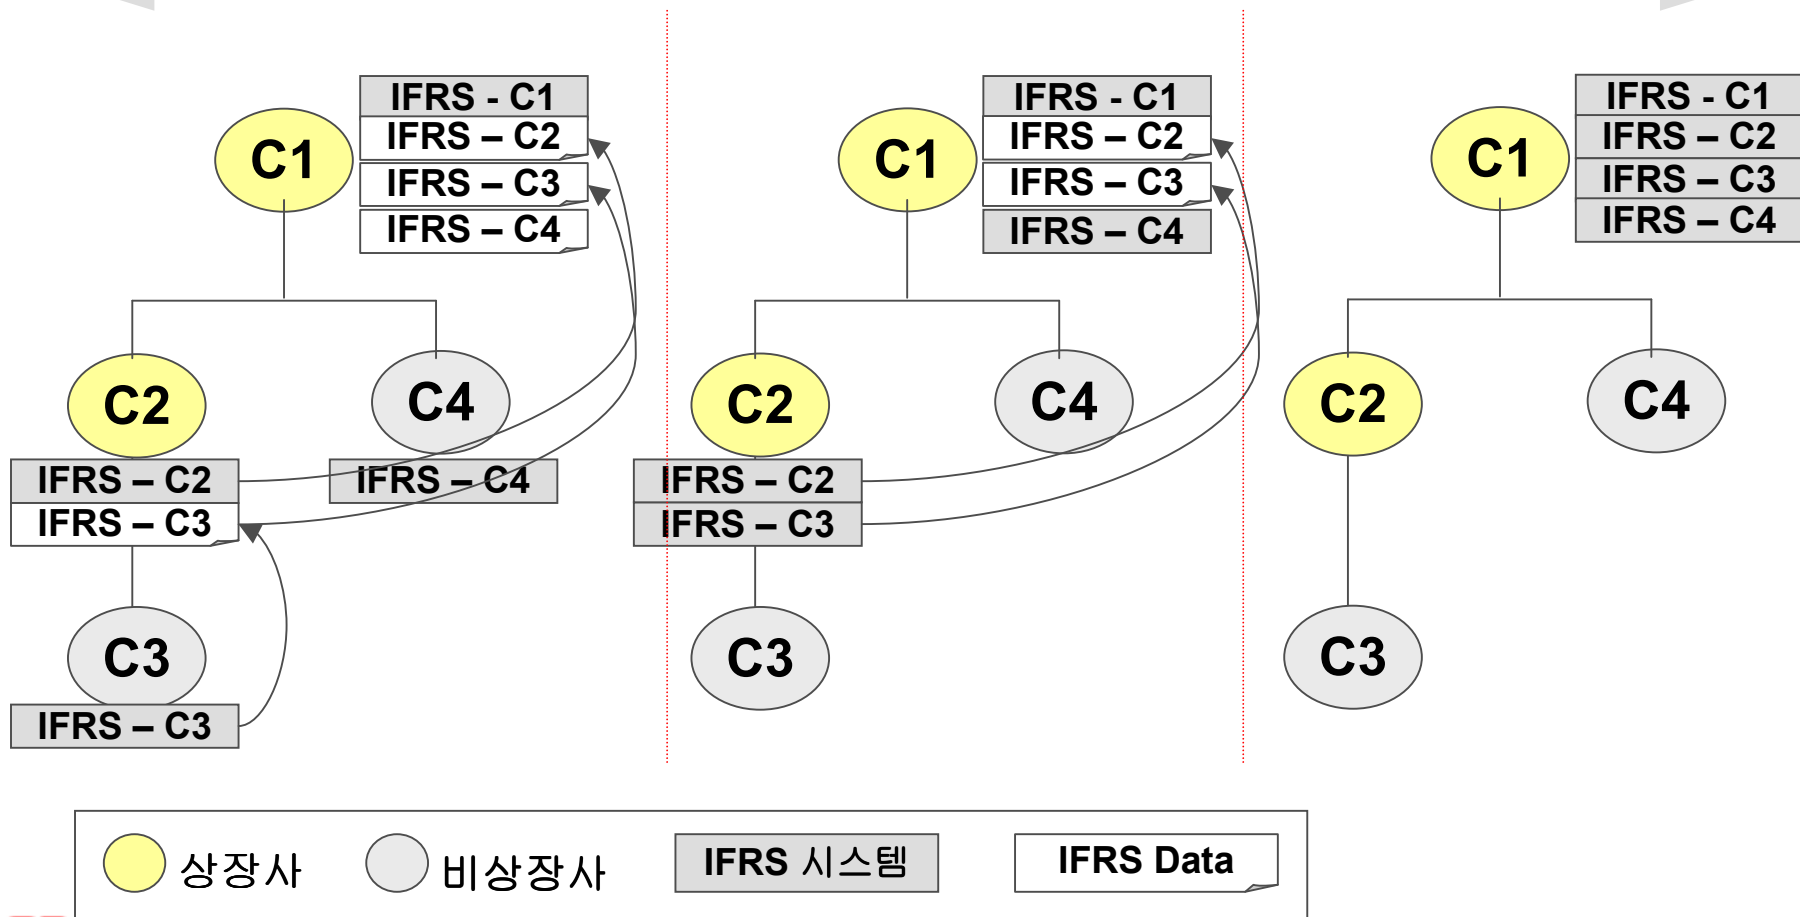 IFRS - C1
IFRS – C2
IFRS – C3
IFRS – C4
C1
C2
C4
IFRS – C2
IFRS – C3
IFRS – C4
C3
IFRS – C3
IFRS - C1
IFRS – C2
IFRS – C3
IFRS – C4
C1
C2
C4
IFRS – C2
IFRS – C3
C3
IFRS - C1
IFRS – C2
IFRS – C3
IFRS – C4
C1
C2
C4
C3
상장사
비상장사
IFRS 시스템
IFRS Data